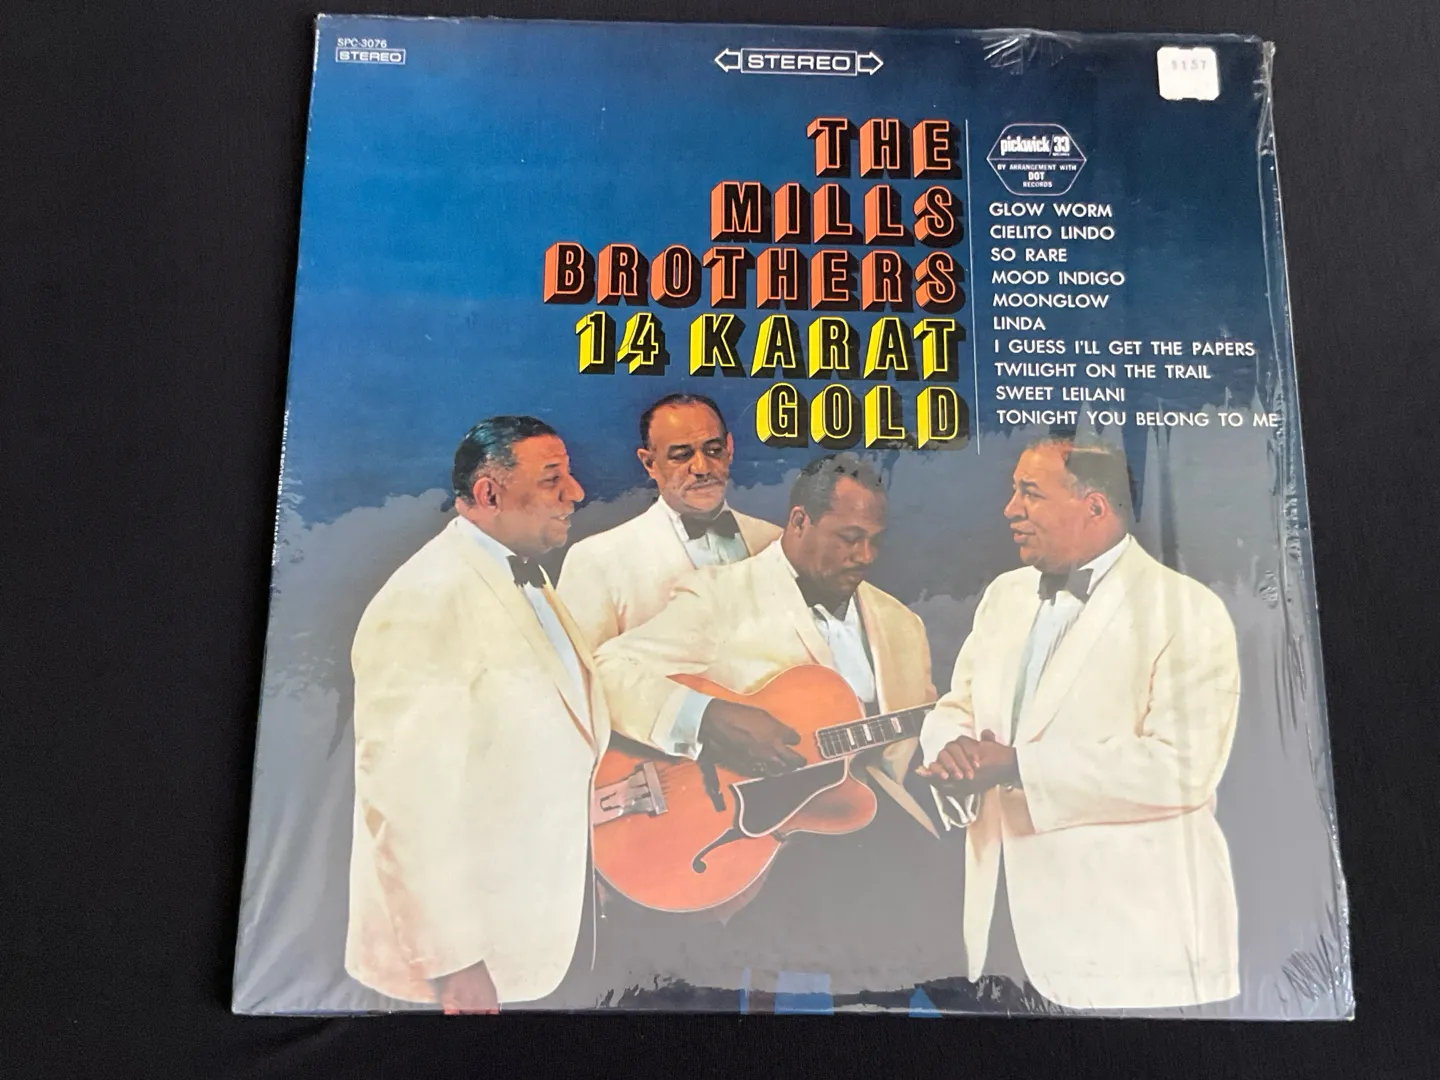 SPC-3076
STEREO
STEREO
THE
MILLS
BROTHERS
14 KARAT
GOLD
pickwick/33
RECORDS
BY ARRANGEMENT WITH
DOT
RECORDS
GLOW WORM
CIELITO LINDO
SO RARE
MOOD INDIGO
MOONGLOW
LINDA
I GUESS I'LL GET THE PAPERS
TWILIGHT ON THE TRAIL
SWEET LEILANI
TONIGHT YOU BELONG TO ME